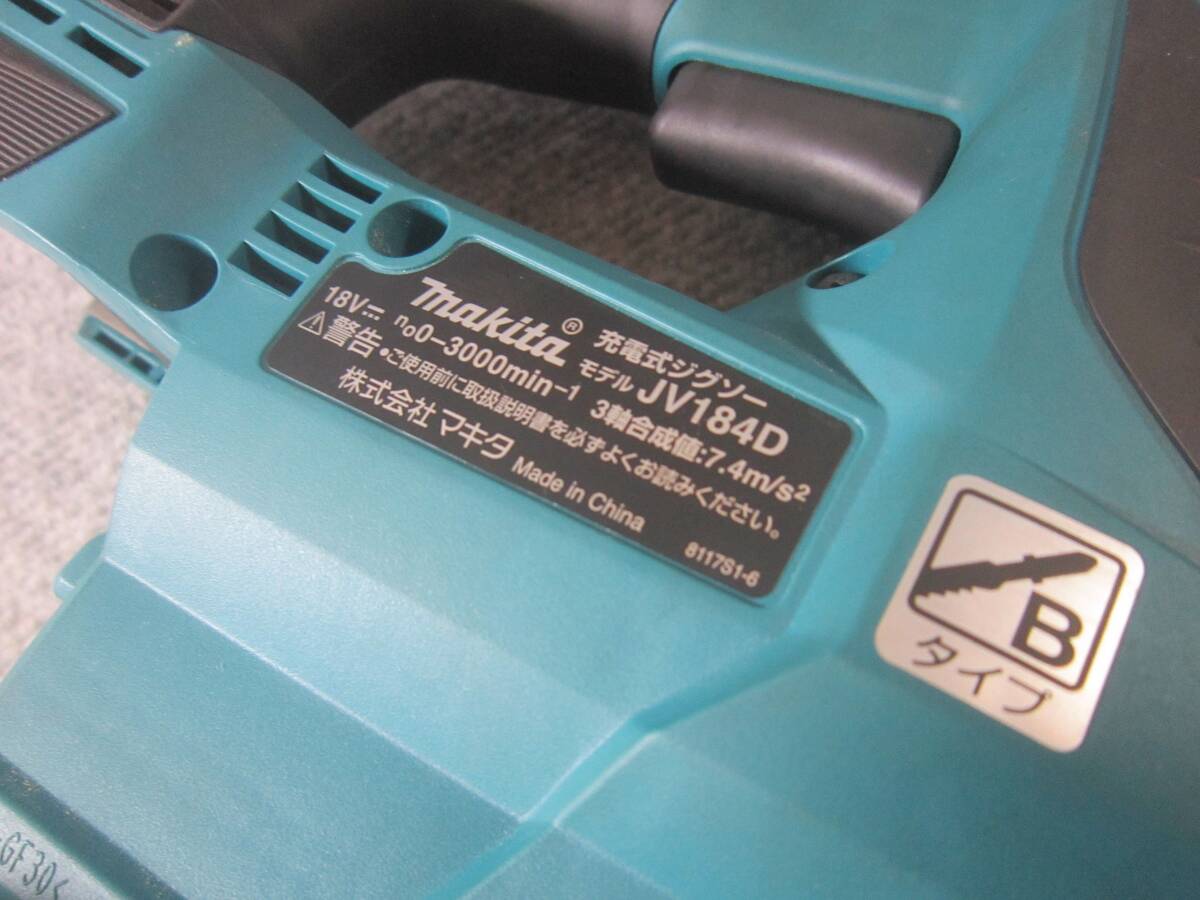 makita® 充電式ジグソー
モデル JV184D
18V⎓ n₀0-3000min-1 3軸合成値:7.4m/s²
⚠警告 •ご使用前に取扱説明書を必ずよくお読みください。
株式会社マキタ Made in China
8117S1-6
B
タイプ